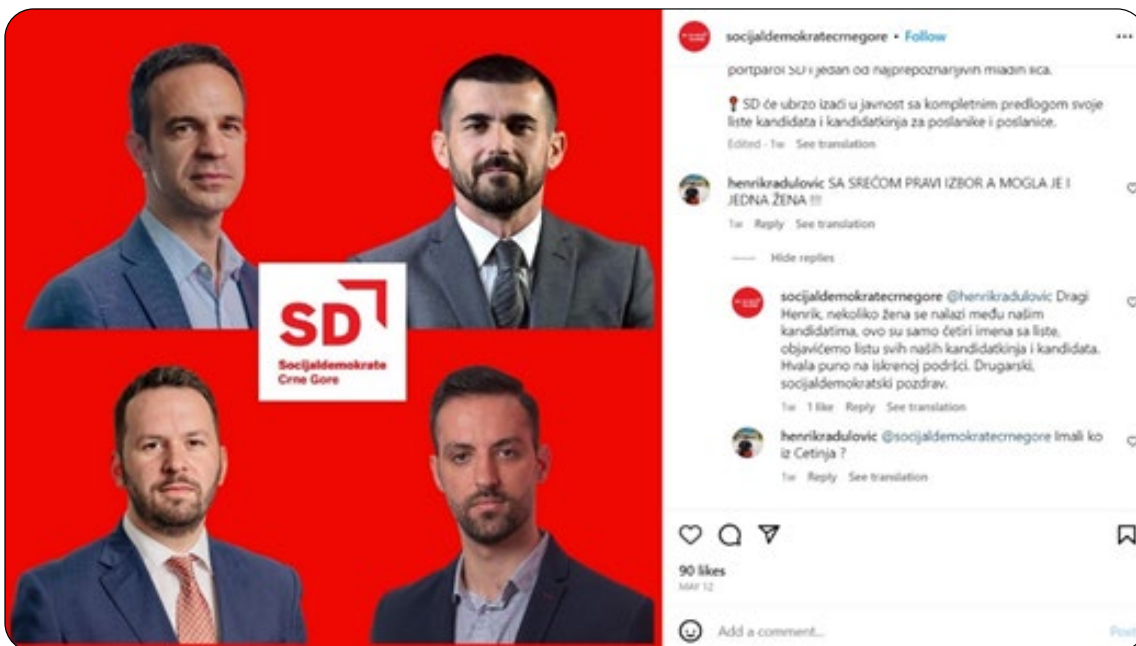 SD
Socijaldemokrate
Crne Gore
socijaldemokratecrnegore • Follow
portparol SD i jedan od najprepoznanjivih mladih lica.
SD će ubrzo izaći u javnost sa kompletnim predlogom svoje
liste kandidata i kandidatkinja za poslanike i poslanice.
Edited · 1w See translation
henrikradulovic SA SREĆOM PRAVI IZBOR A MOGLA JE I
JEDNA ŽENA !!!
1w Reply See translation
Hide replies
socijaldemokratecrnegore @henrikradulovic Dragi
Henrik, nekoliko žena se nalazi među našim
kandidatima, ovo su samo četiri imena sa liste,
objavićemo listu svih naših kandidatkinja i kandidata.
Hvala puno na iskrenoj podršci. Drugarski,
socijaldemokratski pozdrav.
1w 1 like Reply See translation
henrikradulovic @socijaldemokratecrnegore Imali ko
iz Cetinja ?
1w Reply See translation
90 likes
MAY 12
Add a comment...
Post